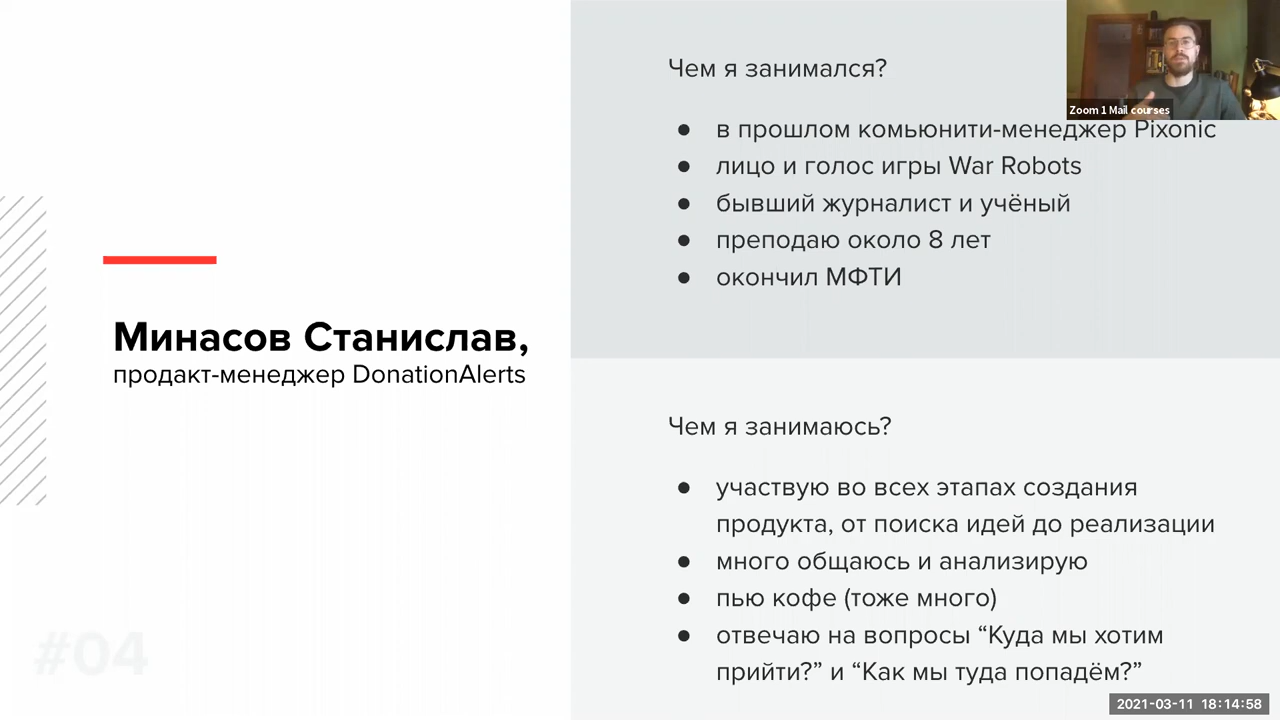 Минасов Станислав,
продакт-менеджер DonationAlerts
#04
Чем я занимался?
● в прошлом комьюнити-менеджер Pixonic
● лицо и голос игры War Robots
● бывший журналист и учёный
● преподаю около 8 лет
● окончил МФТИ
Чем я занимаюсь?
● участвую во всех этапах создания
продукта, от поиска идей до реализации
● много общаюсь и анализирую
● пью кофе (тоже много)
● отвечаю на вопросы “Куда мы хотим
прийти?” и “Как мы туда попадём?”
Zoom 1 Mail courses
2021-03-11 18:14:58